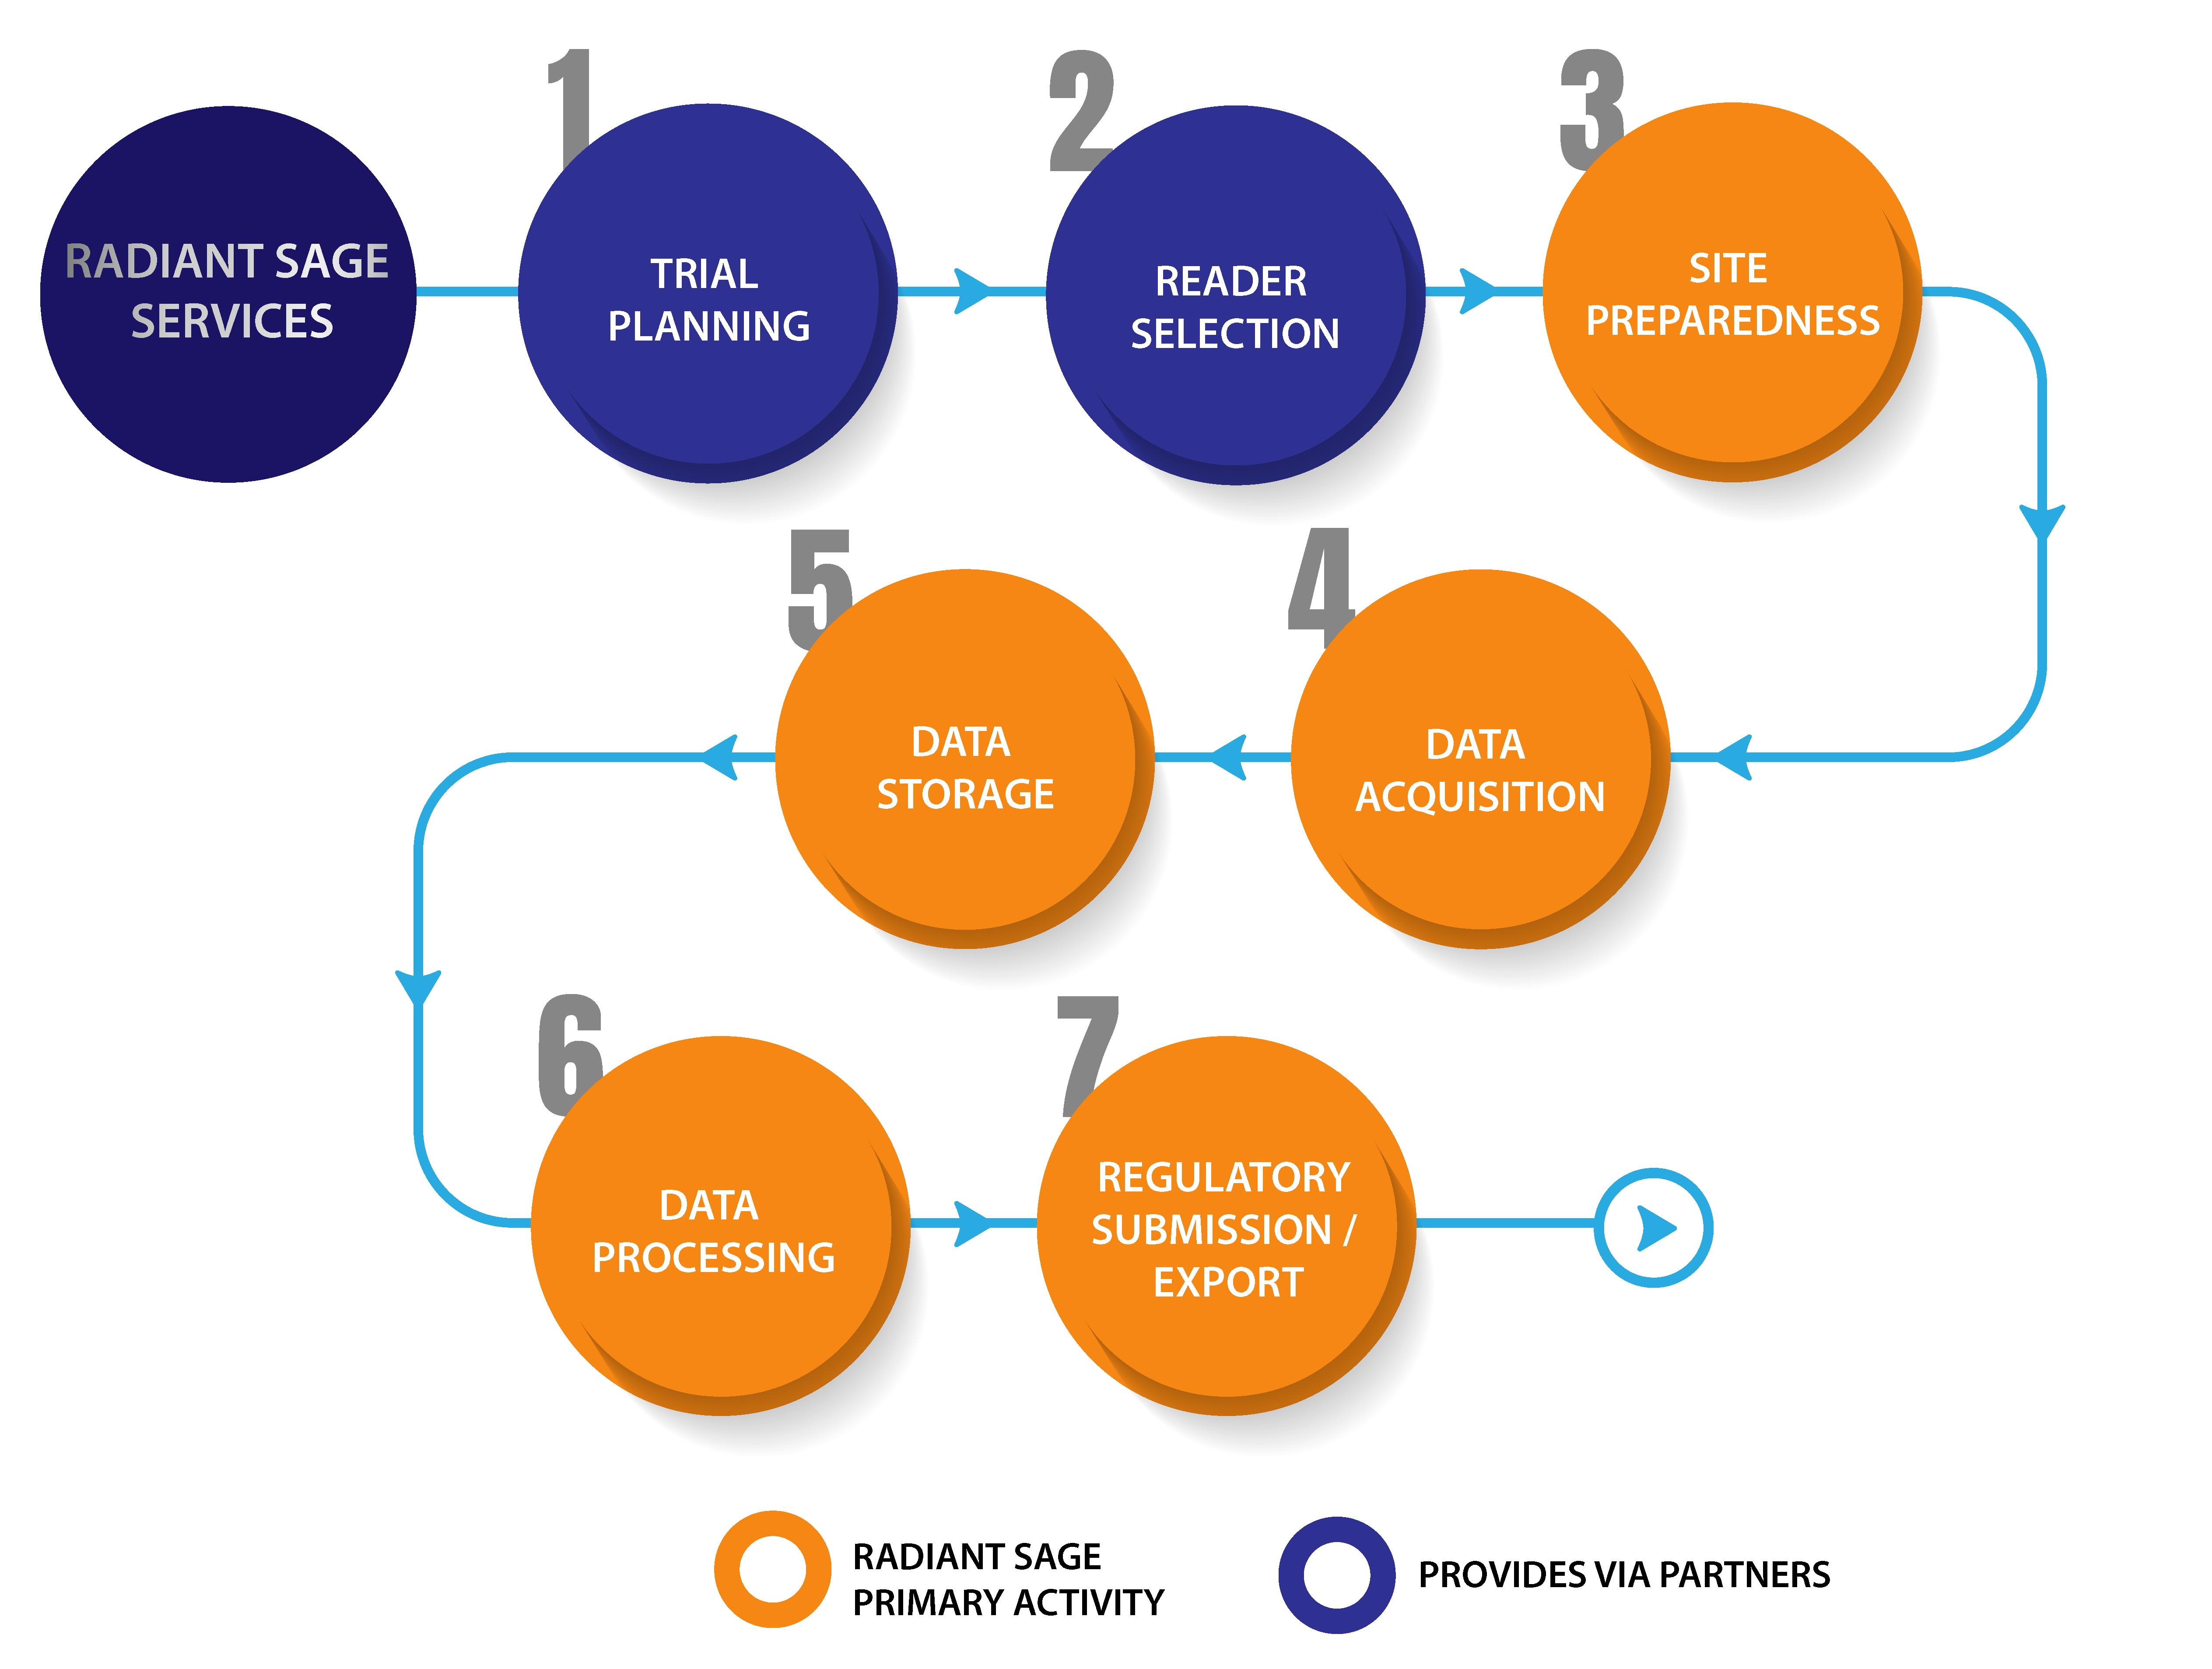 RADIANT SAGE
SERVICES
1
TRIAL
PLANNING
2
READER
SELECTION
3
SITE
PREPAREDNESS
4
DATA
ACQUISITION
5
DATA
STORAGE
6
DATA
PROCESSING
7
REGULATORY
SUBMISSION /
EXPORT
RADIANT SAGE
PRIMARY ACTIVITY
PROVIDES VIA PARTNERS